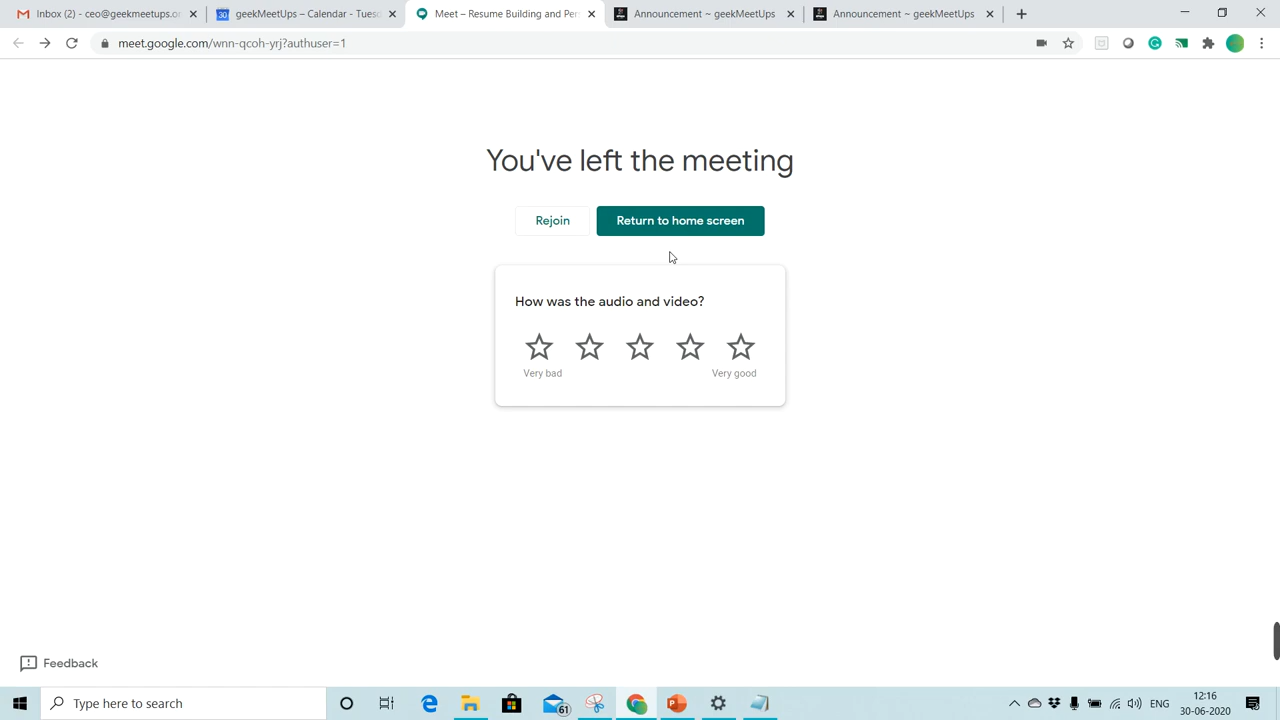 Inbox (2) - ceo@geekmeetups.or
geekMeetUps – Calendar – Tuesd
Meet – Resume Building and Per
Announcement ~ geekMeetUps
Announcement ~ geekMeetUps
meet.google.com/wnn-qcoh-yrj?authuser=1
You've left the meeting
Rejoin
Return to home screen
How was the audio and video?
Very bad
Very good
Feedback
Type here to search
61
ENG
12:16
30-06-2020